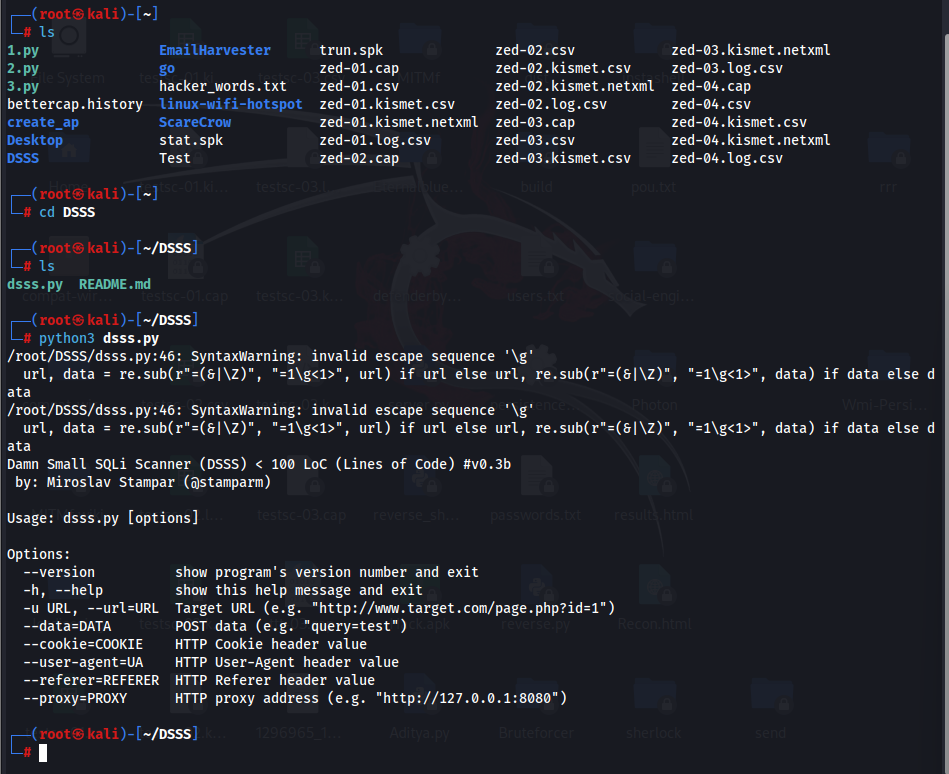 ┌──(root㉿kali)-[~]
└─# ls
1.py EmailHarvester trun.spk zed-02.csv zed-03.kismet.netxml
2.py go zed-01.cap zed-02.kismet.csv zed-03.log.csv
3.py hacker_words.txt zed-01.csv zed-02.kismet.netxml zed-04.cap
bettercap.history linux-wifi-hotspot zed-01.kismet.csv zed-02.log.csv zed-04.csv
create_ap ScareCrow zed-01.kismet.netxml zed-03.cap zed-04.kismet.csv
Desktop stat.spk zed-01.log.csv zed-03.csv zed-04.kismet.netxml
DSSS Test zed-02.cap zed-03.kismet.csv zed-04.log.csv
┌──(root㉿kali)-[~]
└─# cd DSSS
┌──(root㉿kali)-[~/DSSS]
└─# ls
dsss.py README.md
┌──(root㉿kali)-[~/DSSS]
└─# python3 dsss.py
/root/DSSS/dsss.py:46: SyntaxWarning: invalid escape sequence '\g'
  url, data = re.sub(r"=(&|\Z)", "=1\g<1>", url) if url else url, re.sub(r"=(&|\Z)", "=1\g<1>", data) if data else d
ata
/root/DSSS/dsss.py:46: SyntaxWarning: invalid escape sequence '\g'
  url, data = re.sub(r"=(&|\Z)", "=1\g<1>", url) if url else url, re.sub(r"=(&|\Z)", "=1\g<1>", data) if data else d
ata
Damn Small SQLi Scanner (DSSS) < 100 LoC (Lines of Code) #v0.3b
 by: Miroslav Stampar (@stamparm)
Usage: dsss.py [options]
Options:
  --version show program's version number and exit
  -h, --help show this help message and exit
  -u URL, --url=URL Target URL (e.g. "http://www.target.com/page.php?id=1")
  --data=DATA POST data (e.g. "query=test")
  --cookie=COOKIE HTTP Cookie header value
  --user-agent=UA HTTP User-Agent header value
  --referer=REFERER HTTP Referer header value
  --proxy=PROXY HTTP proxy address (e.g. "http://127.0.0.1:8080")
┌──(root㉿kali)-[~/DSSS]
└─#